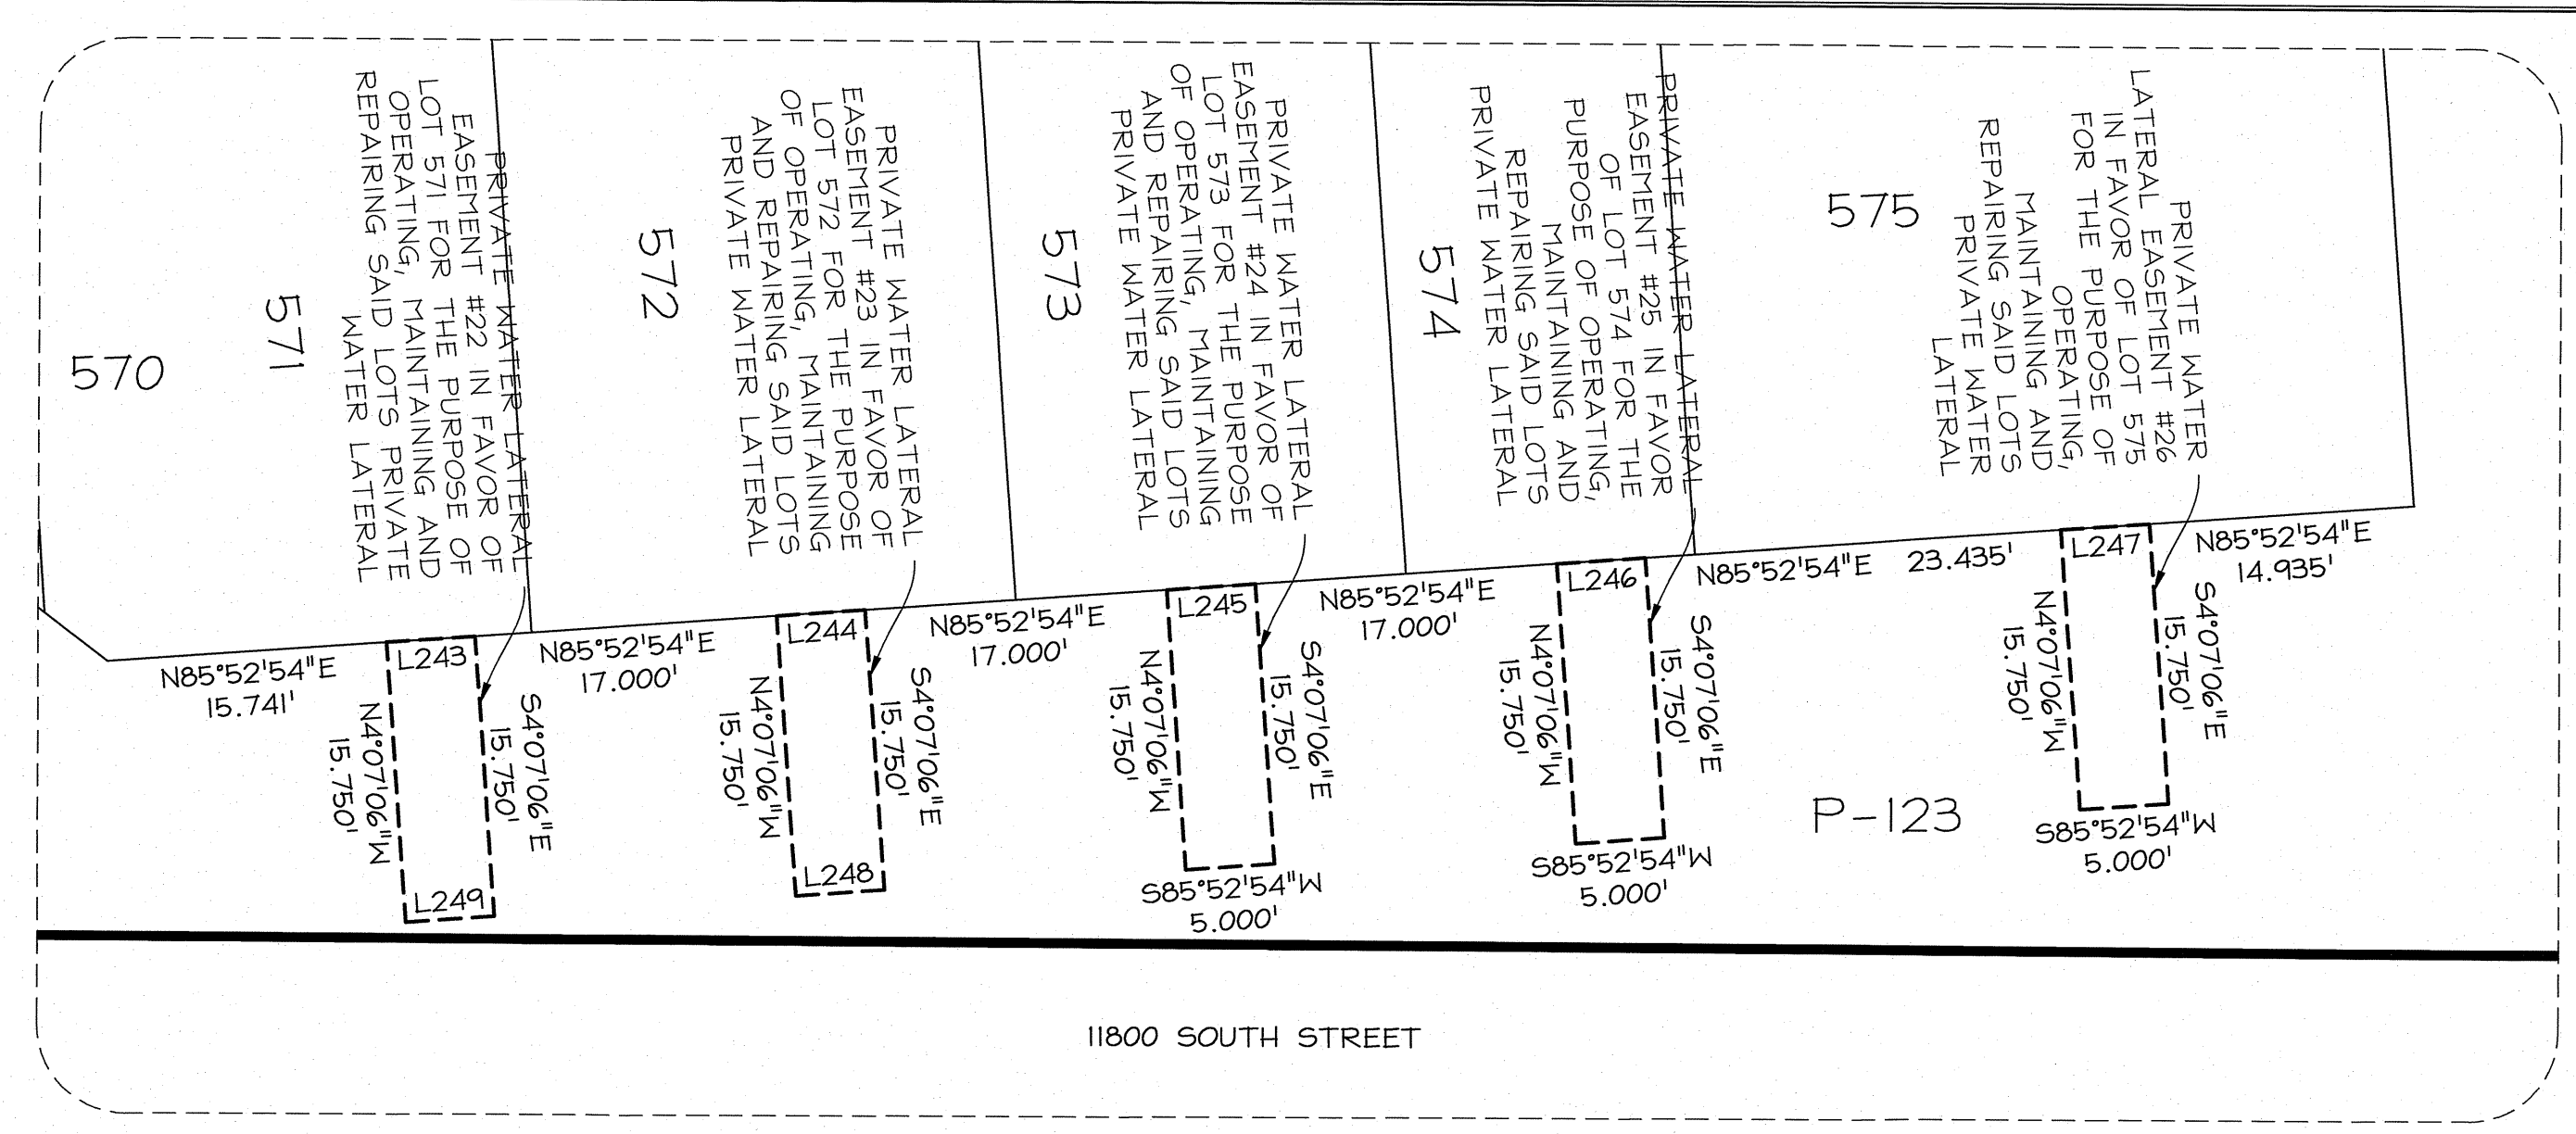 570
571
PRIVATE WATER LATERAL
EASEMENT #22 IN FAVOR OF
LOT 571 FOR THE PURPOSE OF
OPERATING, MAINTAINING AND
REPAIRING SAID LOTS PRIVATE
WATER LATERAL
572
PRIVATE WATER LATERAL
EASEMENT #23 IN FAVOR OF
LOT 572 FOR THE PURPOSE
OF OPERATING, MAINTAINING
AND REPAIRING SAID LOTS
PRIVATE WATER LATERAL
573
PRIVATE WATER LATERAL
EASEMENT #24 IN FAVOR OF
LOT 573 FOR THE PURPOSE
OF OPERATING, MAINTAINING
AND REPAIRING SAID LOTS
PRIVATE WATER LATERAL
574
PRIVATE WATER LATERAL
EASEMENT #25 IN FAVOR
OF LOT 574 FOR THE
PURPOSE OF OPERATING,
MAINTAINING AND
REPAIRING SAID LOTS
PRIVATE WATER LATERAL
575
PRIVATE WATER
LATERAL EASEMENT #26
IN FAVOR OF LOT 575
FOR THE PURPOSE OF
OPERATING,
MAINTAINING AND
REPAIRING SAID LOTS
PRIVATE WATER
LATERAL
N85°52'54"E
15.741'
L243
N4°07'06"W
15.750'
S4°07'06"E
15.750'
L249
N85°52'54"E
17.000'
L244
N4°07'06"W
15.750'
S4°07'06"E
15.750'
L248
N85°52'54"E
17.000'
L245
N4°07'06"W
15.750'
S4°07'06"E
15.750'
S85°52'54"W
5.000'
N85°52'54"E
17.000'
L246
N4°07'06"W
15.750'
S4°07'06"E
15.750'
S85°52'54"W
5.000'
N85°52'54"E 23.435'
L247
N4°07'06"W
15.750'
S4°07'06"E
15.750'
S85°52'54"W
5.000'
N85°52'54"E
14.935'
P-123
11800 SOUTH STREET